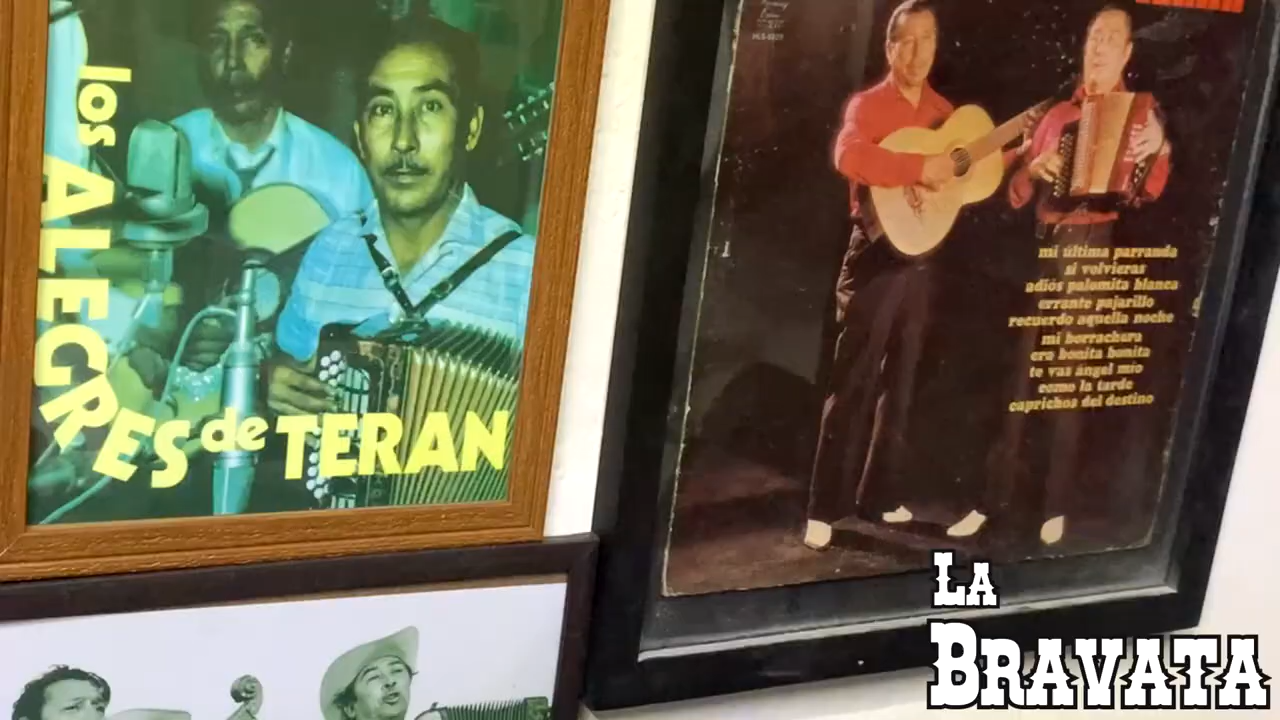 los
ALEGRES de TERAN
mi última parranda
si volvieras
adiós palomita blanca
errante pajarillo
recuerdo aquella noche
mi borrachera
era bonita bonita
te vas ángel mío
como la tarde
caprichos del destino
LA
BRAVATA